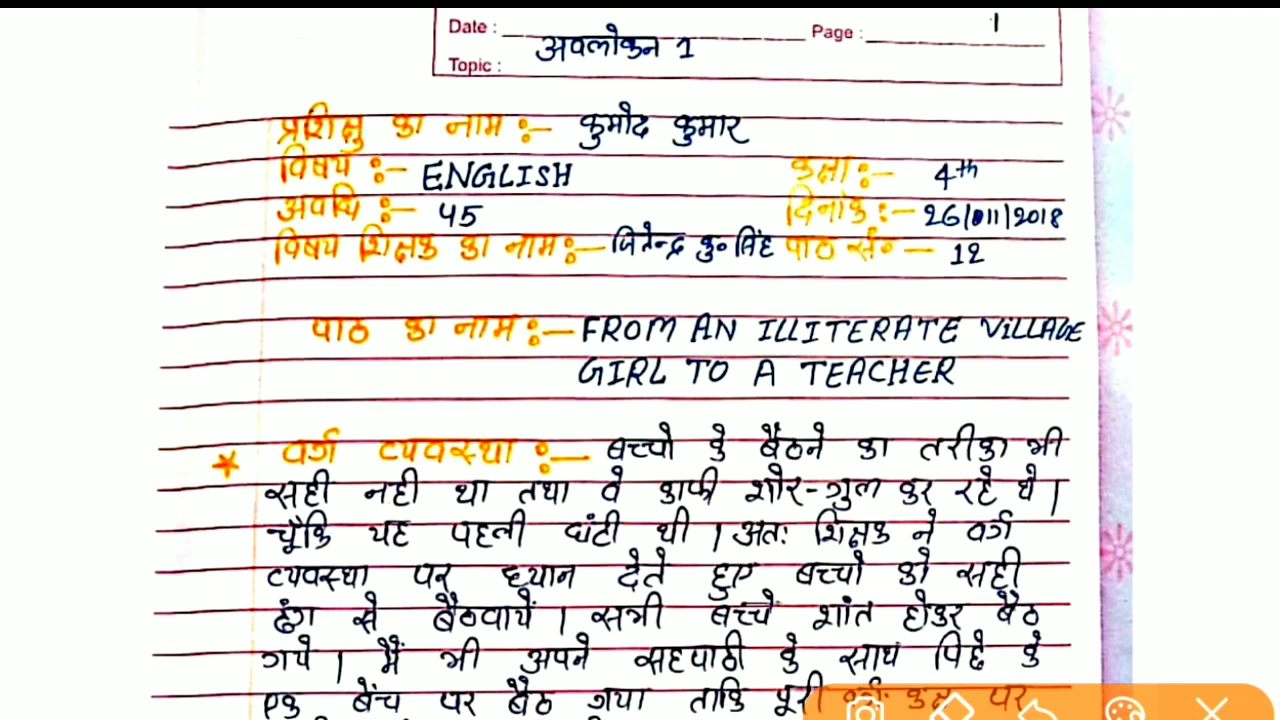 1
Date : Page :
अवलोकन 1
Topic :
प्रशिक्षु का नाम :- कुमोद कुमार
विषय :- ENGLISH कक्षा :- 4th
अवधि :- 45 दिनांक :- 26/011/2018
विषय शिक्षक का नाम :- जितेन्द्र कु० सिंह पाठ सं० - 12
पाठ का नाम :- FROM AN ILLITERATE VILLAGE
GIRL TO A TEACHER
* वर्ग व्यवस्था :- बच्चो के बैठने का तरीका भी
सही नही था तथा वे काफी शोर-गुल कर रहे थे।
चूँकि यह पहली घंटी थी। अतः शिक्षक ने वर्ग
व्यवस्था पर ध्यान देते हुए बच्चो को सही
ढंग से बैठवायें। सभी बच्चे शांत होकर बैठ
गये। मैं भी अपने सहपाठी के साथ पिछे के
एक बेंच पर बैठ गया ताकि पूरी पर